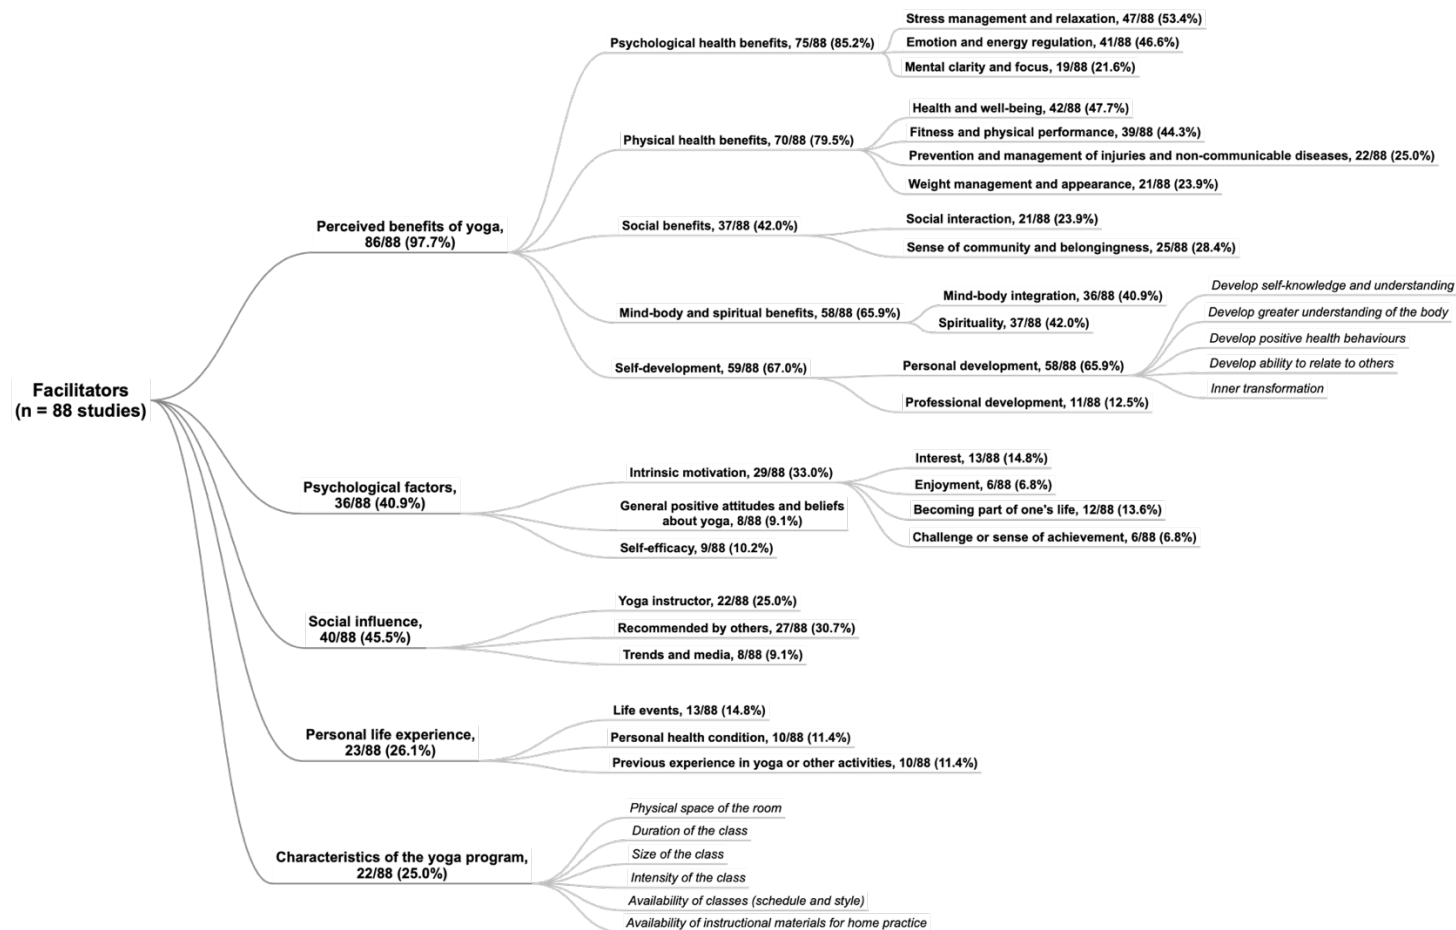 Facilitators
(n = 88 studies)
Perceived benefits of yoga,
86/88 (97.7%)
Psychological health benefits, 75/88 (85.2%)
Stress management and relaxation, 47/88 (53.4%)
Emotion and energy regulation, 41/88 (46.6%)
Mental clarity and focus, 19/88 (21.6%)
Physical health benefits, 70/88 (79.5%)
Health and well-being, 42/88 (47.7%)
Fitness and physical performance, 39/88 (44.3%)
Prevention and management of injuries and non-communicable diseases, 22/88 (25.0%)
Weight management and appearance, 21/88 (23.9%)
Social benefits, 37/88 (42.0%)
Social interaction, 21/88 (23.9%)
Sense of community and belongingness, 25/88 (28.4%)
Mind-body and spiritual benefits, 58/88 (65.9%)
Mind-body integration, 36/88 (40.9%)
Spirituality, 37/88 (42.0%)
Self-development, 59/88 (67.0%)
Personal development, 58/88 (65.9%)
Develop self-knowledge and understanding
Develop greater understanding of the body
Develop positive health behaviours
Develop ability to relate to others
Inner transformation
Professional development, 11/88 (12.5%)
Psychological factors,
36/88 (40.9%)
Intrinsic motivation, 29/88 (33.0%)
Interest, 13/88 (14.8%)
Enjoyment, 6/88 (6.8%)
Becoming part of one's life, 12/88 (13.6%)
Challenge or sense of achievement, 6/88 (6.8%)
General positive attitudes and beliefs
about yoga, 8/88 (9.1%)
Self-efficacy, 9/88 (10.2%)
Social influence,
40/88 (45.5%)
Yoga instructor, 22/88 (25.0%)
Recommended by others, 27/88 (30.7%)
Trends and media, 8/88 (9.1%)
Personal life experience,
23/88 (26.1%)
Life events, 13/88 (14.8%)
Personal health condition, 10/88 (11.4%)
Previous experience in yoga or other activities, 10/88 (11.4%)
Characteristics of the yoga program,
22/88 (25.0%)
Physical space of the room
Duration of the class
Size of the class
Intensity of the class
Availability of classes (schedule and style)
Availability of instructional materials for home practice